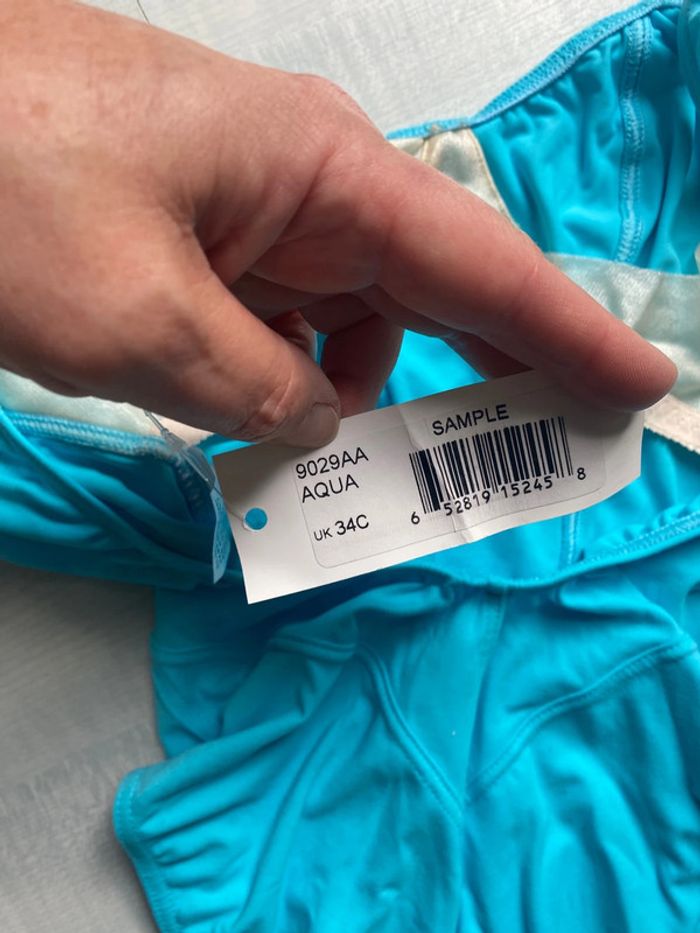 SAMPLE
9029AA
AQUA
UK 34C
6 52819 15245 8